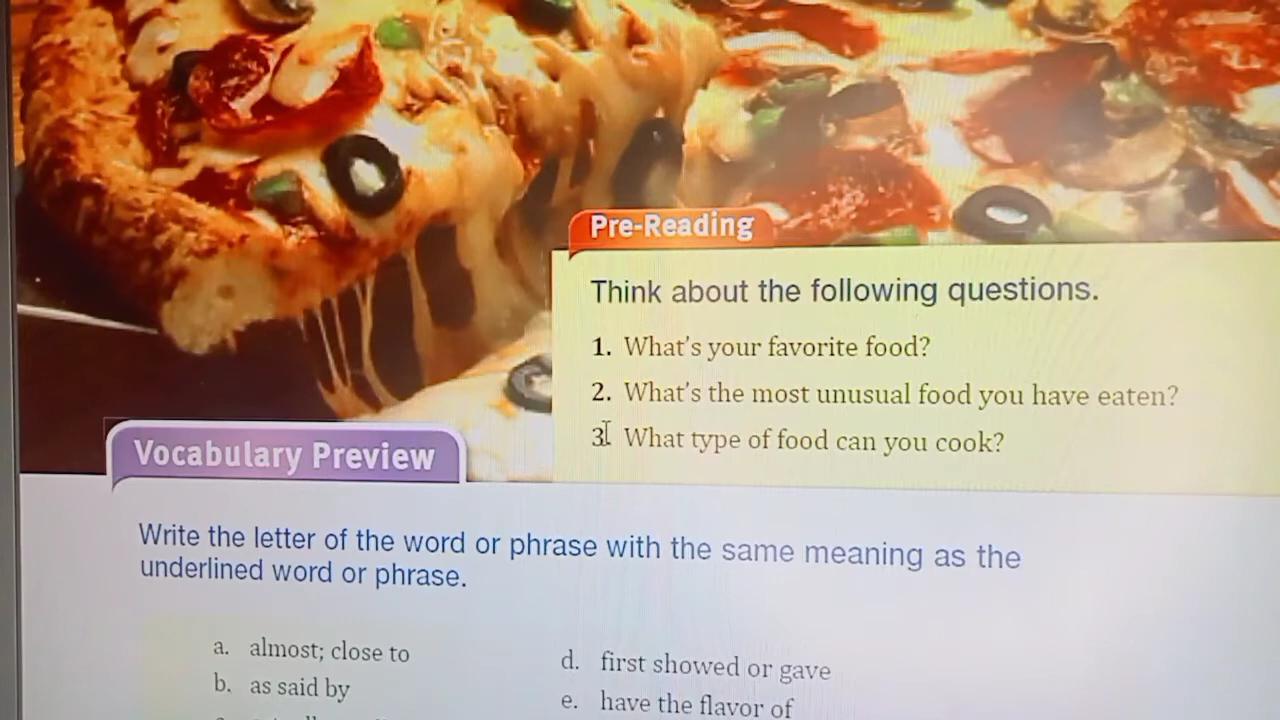 Pre-Reading
Think about the following questions.
1. What's your favorite food?
2. What's the most unusual food you have eaten?
3. What type of food can you cook?
Vocabulary Preview
Write the letter of the word or phrase with the same meaning as the
underlined word or phrase.
a. almost; close to
b. as said by
d. first showed or gave
e. have the flavor of